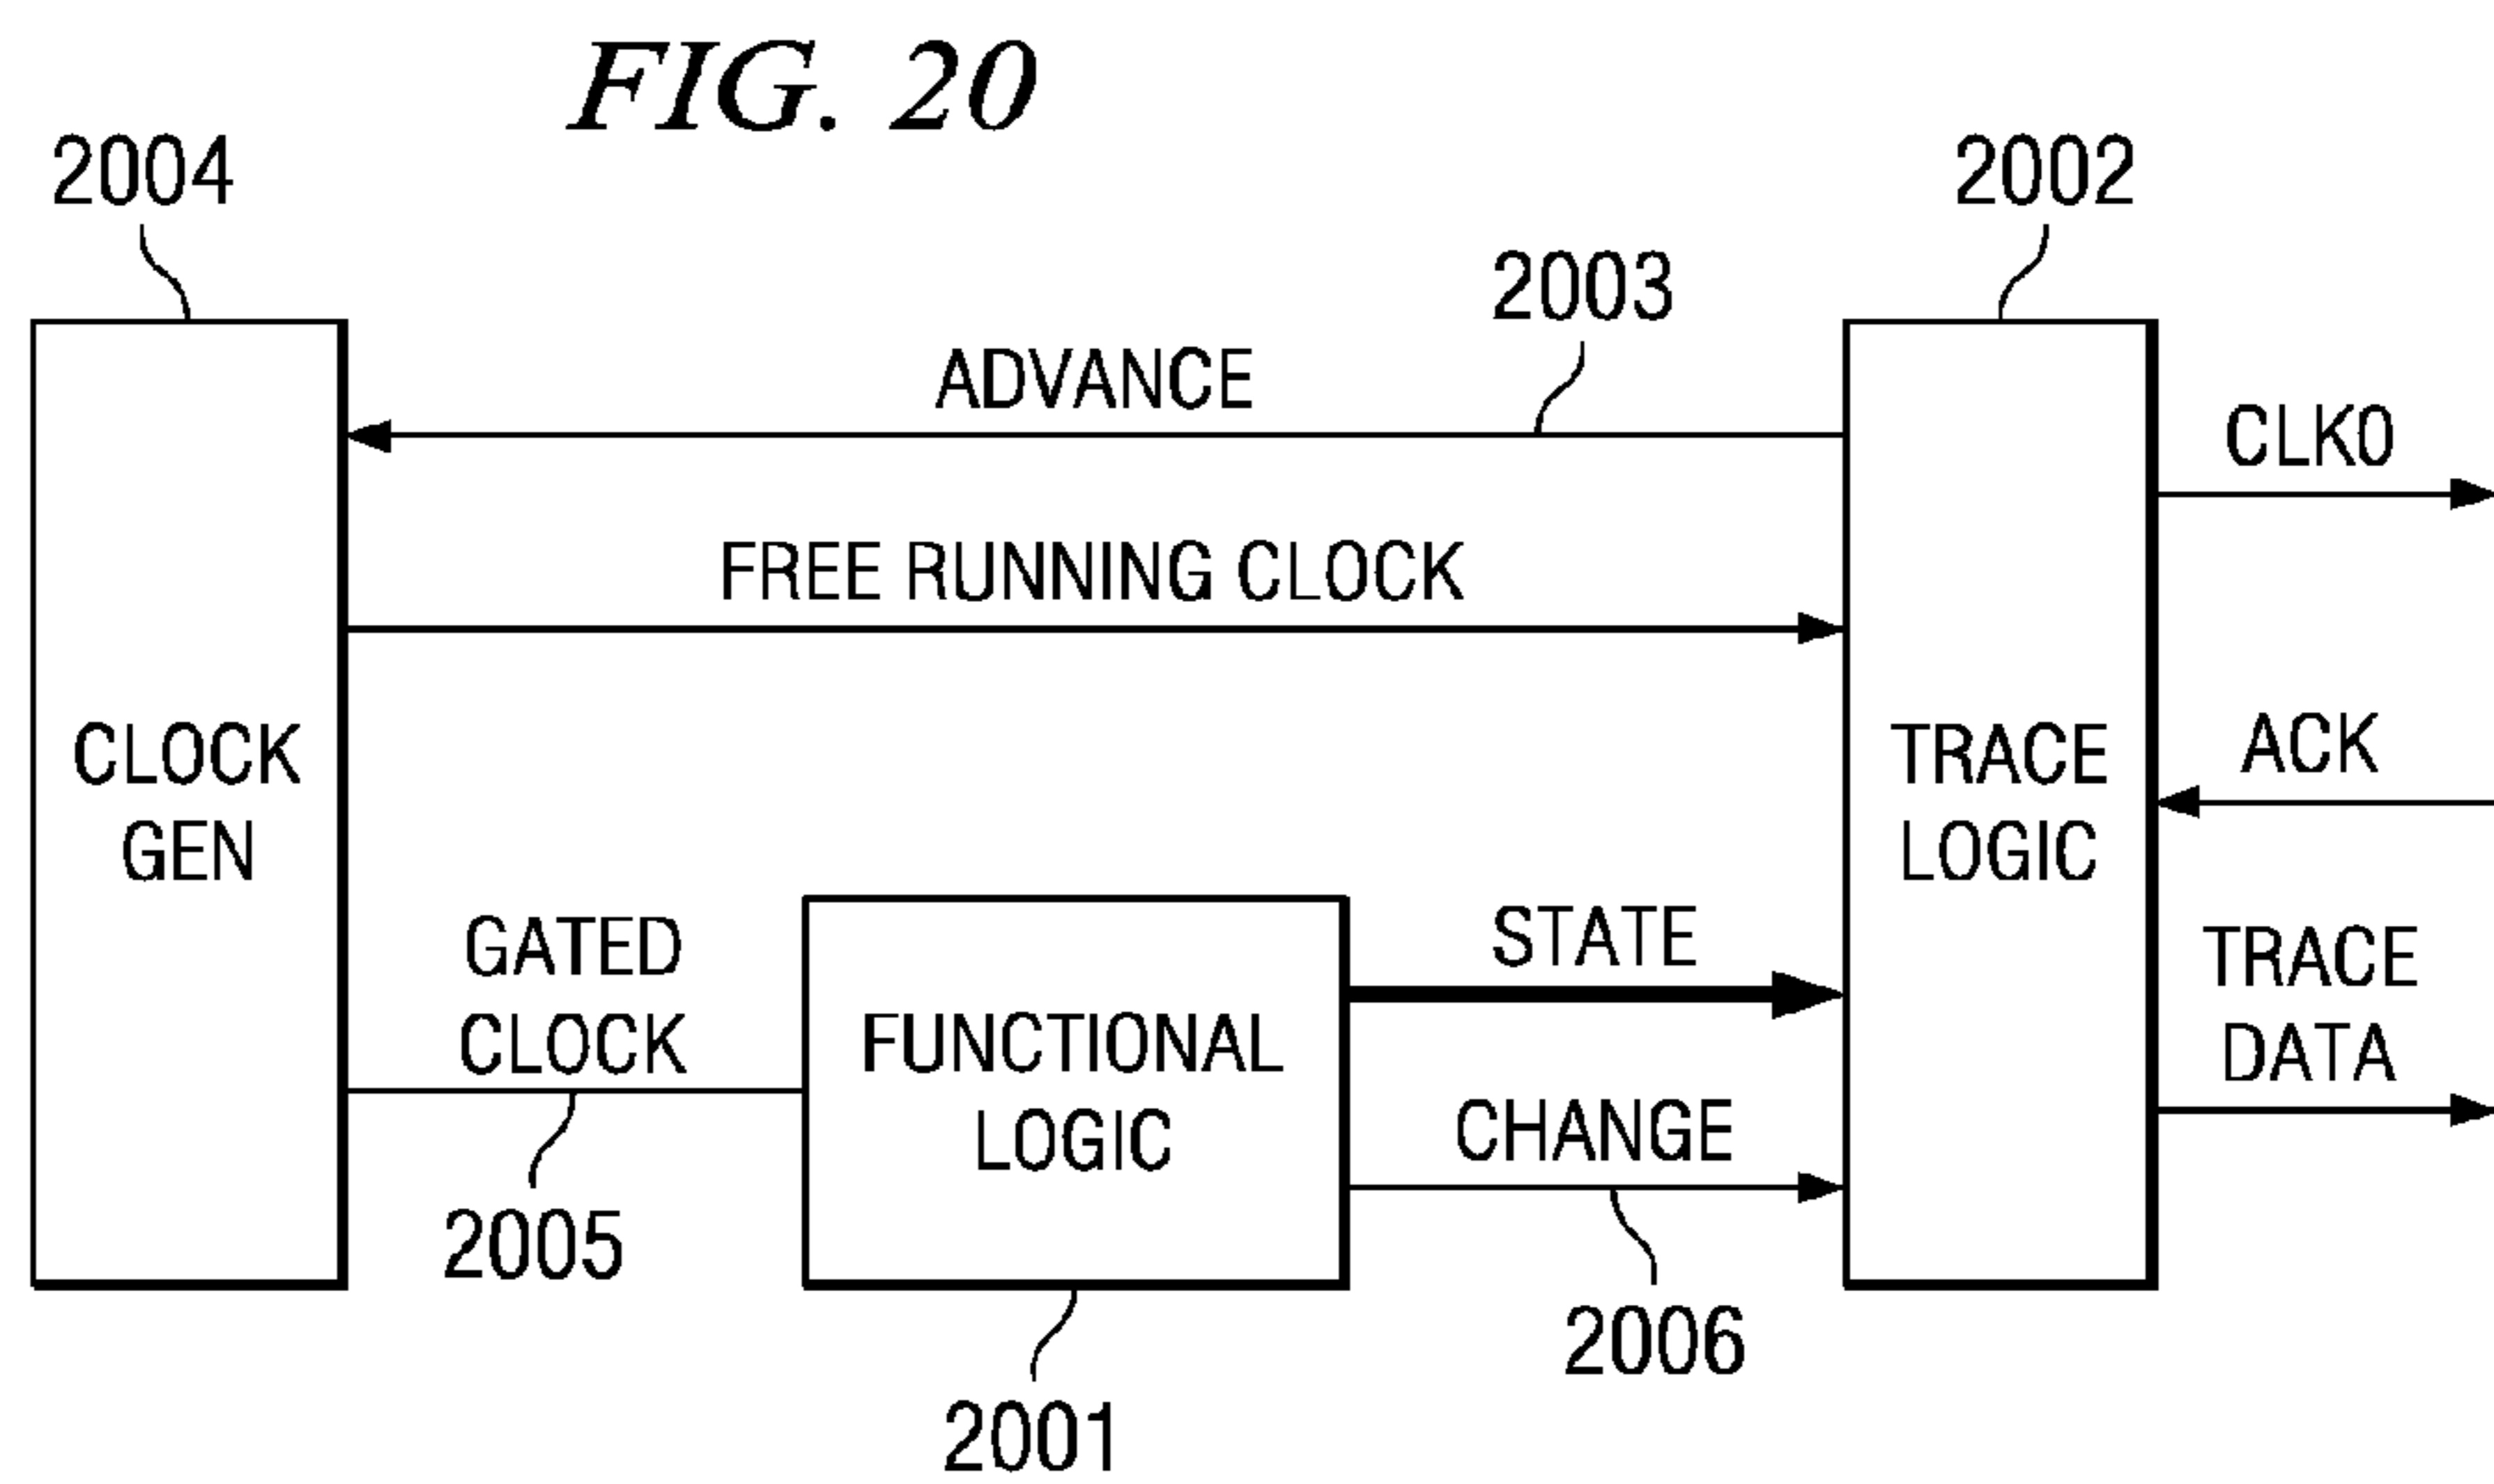 FIG. 20
2004
2002
2003
ADVANCE
CLKO
FREE RUNNING CLOCK
CLOCK
GEN
TRACE
LOGIC
ACK
GATED
CLOCK
FUNCTIONAL
LOGIC
STATE
TRACE
DATA
CHANGE
2005
2006
2001